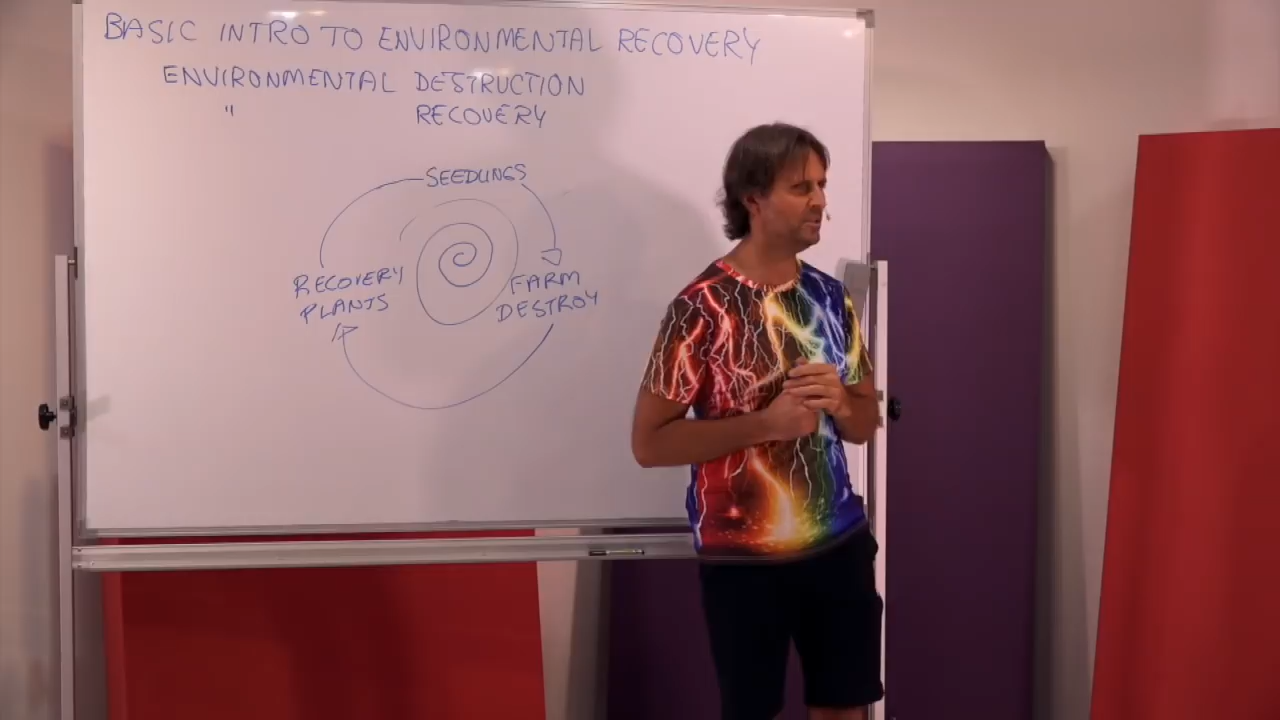 BASIC INTRO TO ENVIRONMENTAL RECOVERY
ENVIRONMENTAL DESTRUCTION
" RECOVERY
SEEDLINGS
RECOVERY
PLANTS
FARM
DESTROY